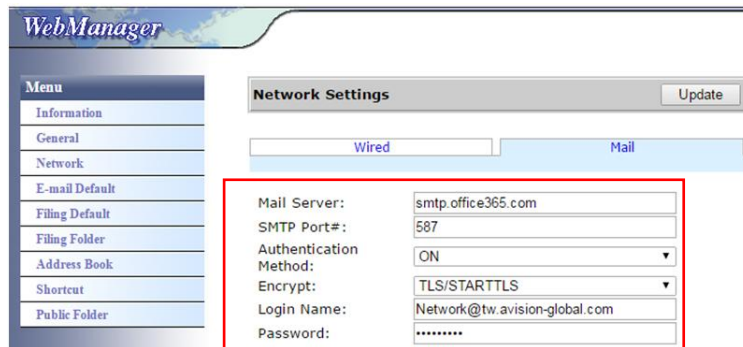 WebManager
Menu
Information
General
Network
E-mail Default
Filing Default
Filing Folder
Address Book
Shortcut
Public Folder
Network Settings
Update
Wired
Mail
Mail Server: smtp.office365.com
SMTP Port#: 587
Authentication
Method: ON
Encrypt: TLS/STARTTLS
Login Name: Network@tw.avision-global.com
Password: •••••••••